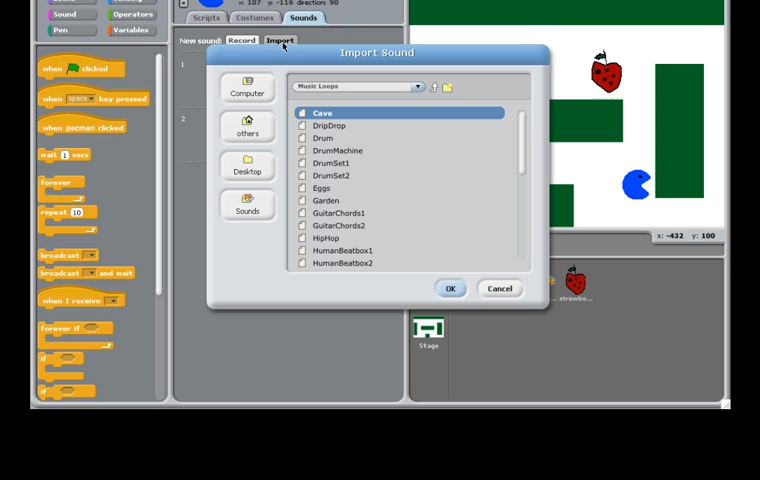 x: 107 y: -116 direction: 90
Sound Operators
Pen Variables
Scripts Costumes Sounds
New sound: Record Import
1
2
when clicked
when space key pressed
when pacman clicked
wait 1 secs
forever
repeat 10
broadcast
broadcast and wait
when I receive
forever if
if
if
Import Sound
Computer
others
Desktop
Sounds
Music Loops
Cave
DripDrop
Drum
DrumMachine
DrumSet1
DrumSet2
Eggs
Garden
GuitarChords1
GuitarChords2
HipHop
HumanBeatbox1
HumanBeatbox2
OK Cancel
x: -432 y: 100
strawbe...
Stage